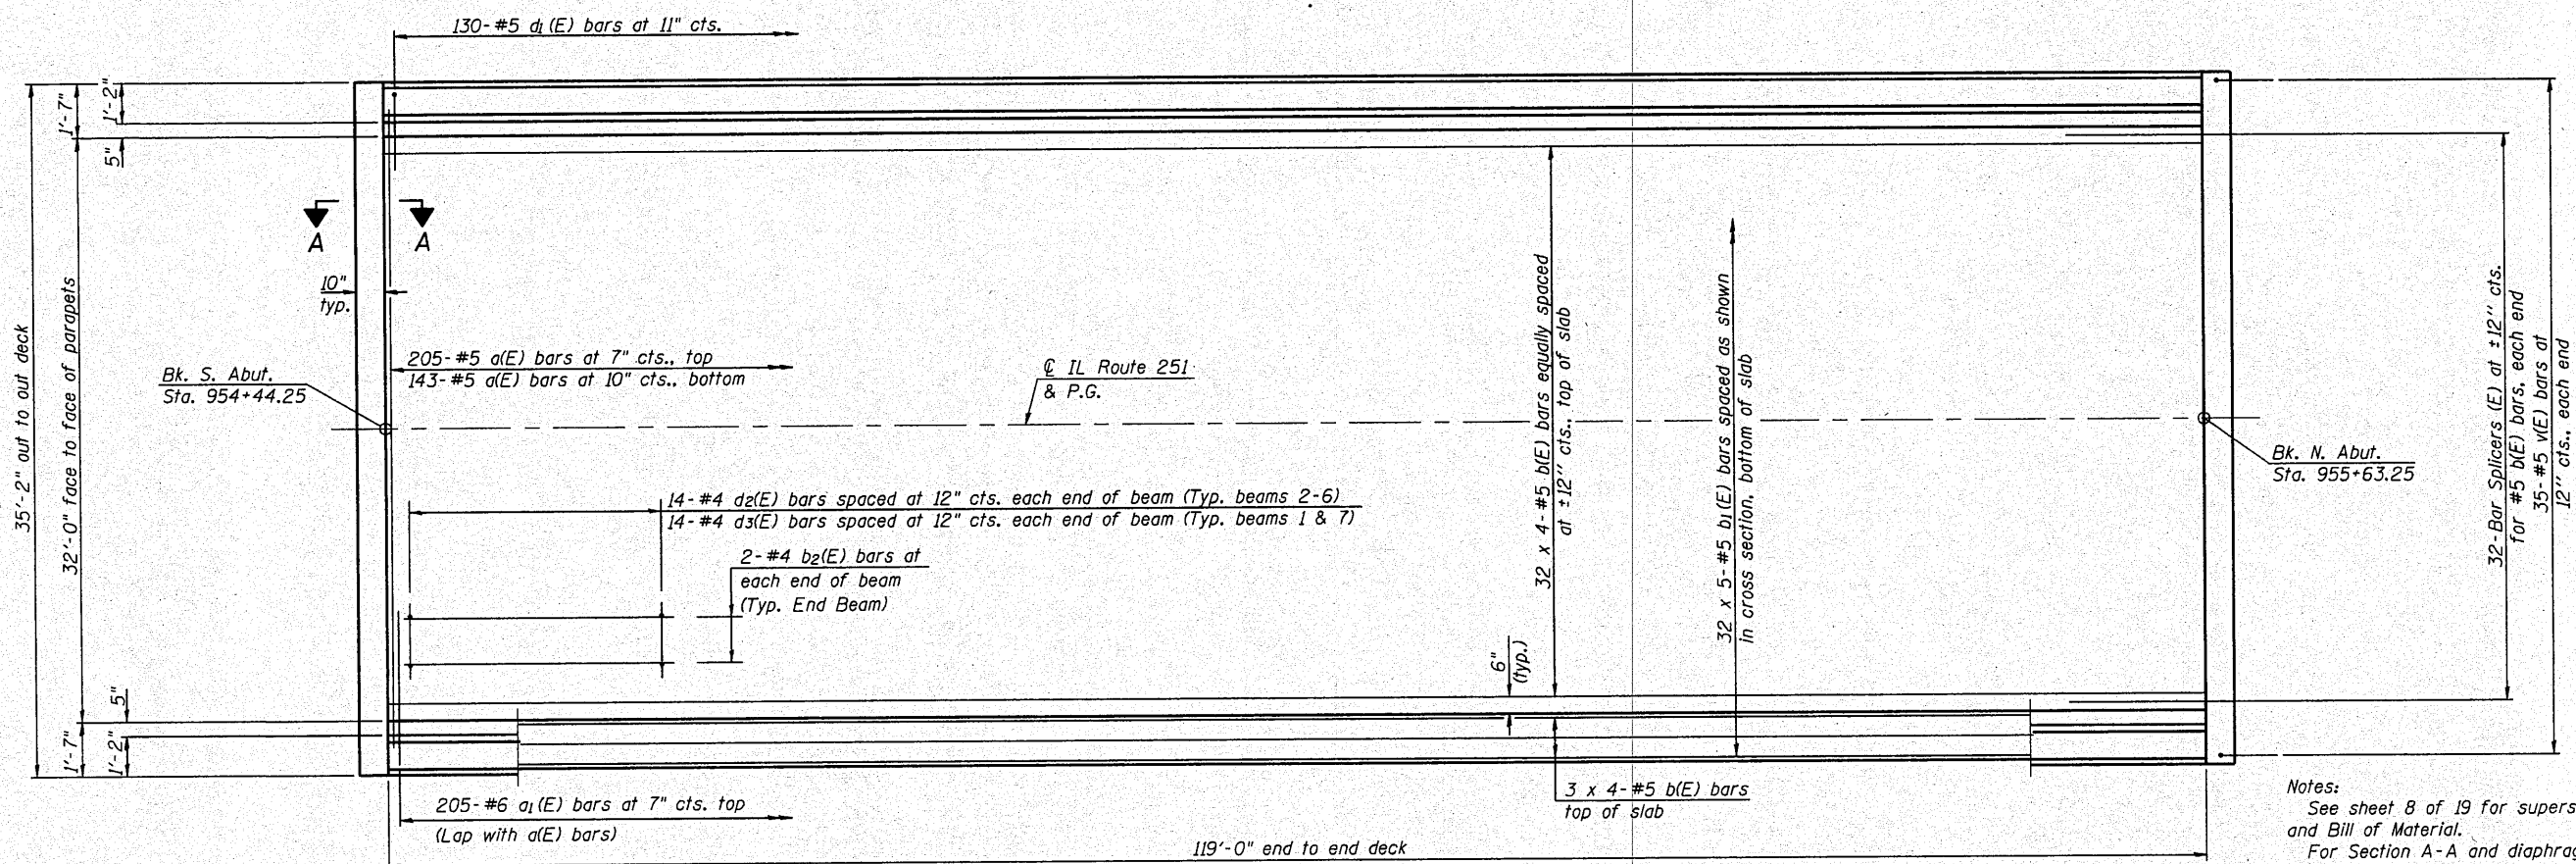 130-#5 d1(E) bars at 11" cts.
1'-7"
1'-2"
5"
35'-2" out to out deck
32'-0" face to face of parapets
A
A
10"
typ.
Bk. S. Abut.
Sta. 954+44.25
205-#5 a(E) bars at 7" cts., top
143-#5 a(E) bars at 10" cts., bottom
℄ IL Route 251
& P.G.
14-#4 d2(E) bars spaced at 12" cts. each end of beam (Typ. beams 2-6)
14-#4 d3(E) bars spaced at 12" cts. each end of beam (Typ. beams 1 & 7)
2-#4 b2(E) bars at
each end of beam
(Typ. End Beam)
32 x 4-#5 b(E) bars equally spaced
at ±12" cts., top of slab
32 x 5-#5 b1(E) bars spaced as shown
in cross section, bottom of slab
32-Bar Splicers (E) at ±12" cts.
for #5 b(E) bars, each end
35-#5 v(E) bars at
12" cts., each end
Bk. N. Abut.
Sta. 955+63.25
6"
(typ.)
5"
1'-7"
1'-2"
205-#6 a1(E) bars at 7" cts. top
(Lap with a(E) bars)
3 x 4-#5 b(E) bars
top of slab
119'-0" end to end deck
Notes:
See sheet 8 of 19 for supers
and Bill of Material.
For Section A-A and diaphrag